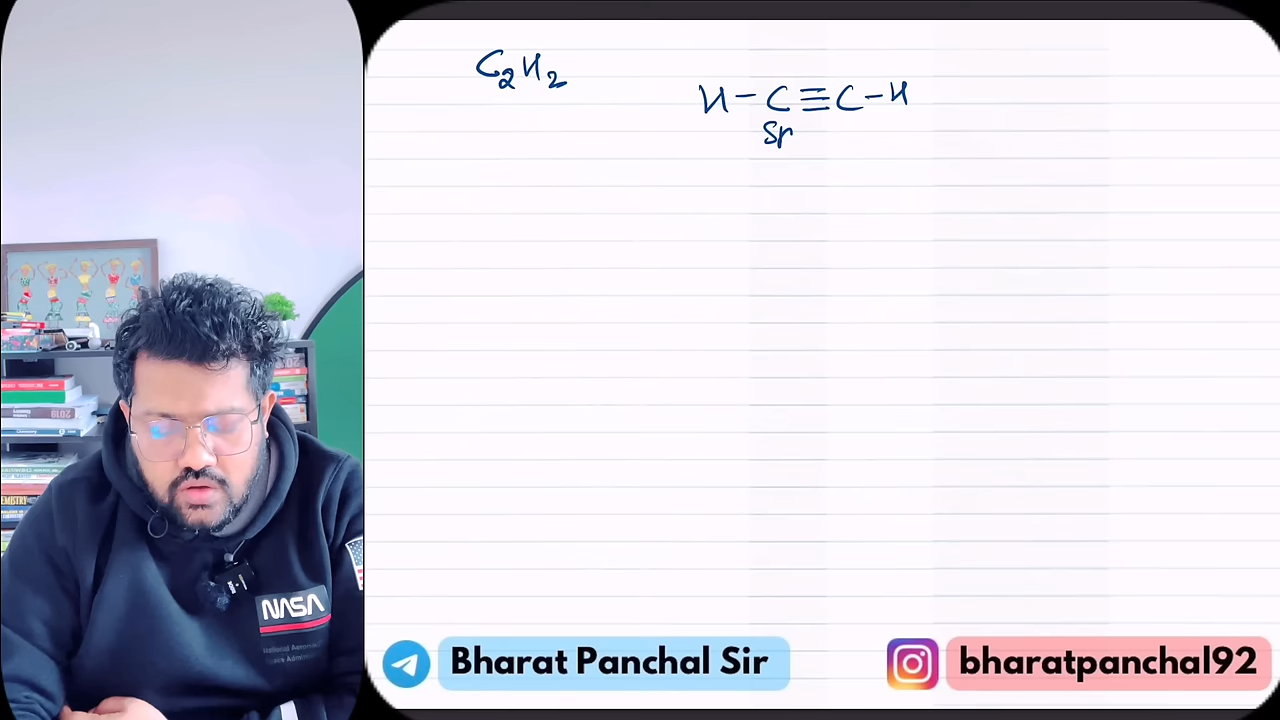 C₂H₂
H–C≡C–H
Sp
NASA
Bharat Panchal Sir
bharatpanchal92